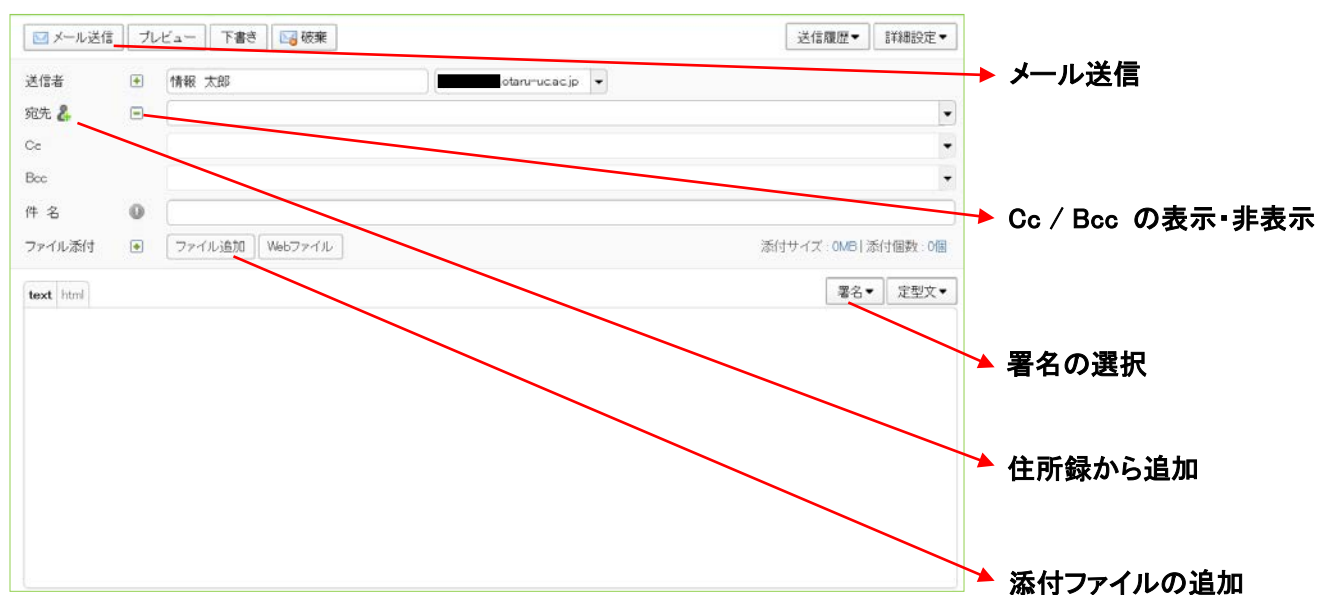 メール送信 プレビュー 下書き 破棄 送信履歴▼ 詳細設定▼
メール送信
送信者 情報 太郎 otaru-uc.ac.jp
宛先
Cc
Bcc
Cc / Bcc の表示・非表示
件 名
ファイル添付 ファイル追加 Webファイル 添付サイズ : 0MB | 添付個数 : 0個
text html 署名▼ 定型文▼
署名の選択
住所録から追加
添付ファイルの追加